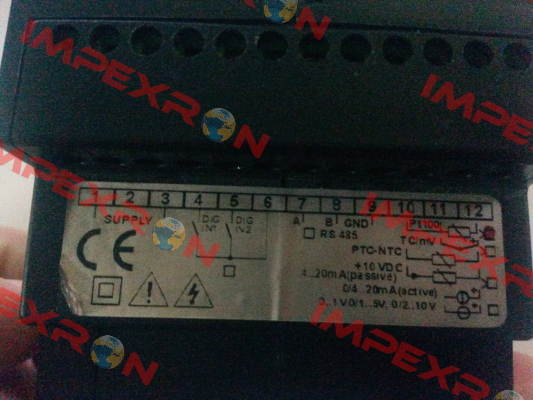 IMPEXRON
IMPEXRON
IMPEXRON
2 3 4 5 6 7 8 9 10 11 12
SUPPLY
DIG IN1
DIG IN2
A B GND
RS 485
Pt100
TC/mV
PTC-NTC
+10 VDC
4..20mA(passive)
0/4..20mA(active)
0..1V 0/1..5V, 0/2..10V
CE
IMPEXRON
IMPEXRON
IMPEXRON